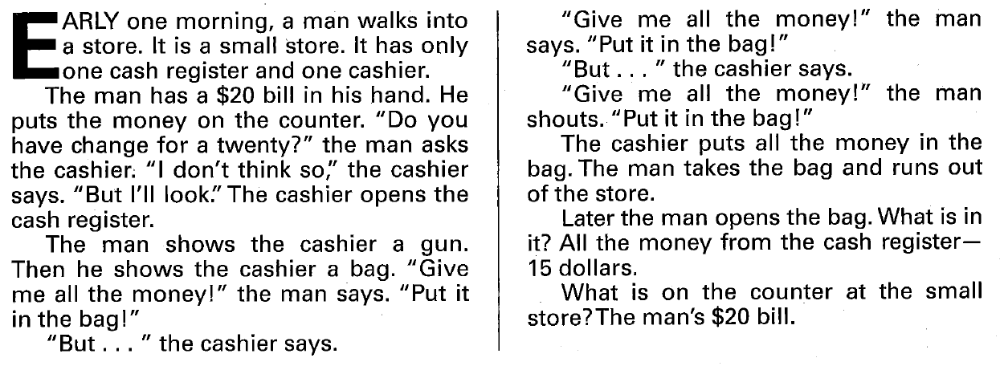 EARLY one morning, a man walks into
a store. It is a small store. It has only
one cash register and one cashier.
The man has a $20 bill in his hand. He
puts the money on the counter. “Do you
have change for a twenty?” the man asks
the cashier. “I don’t think so,” the cashier
says. “But I’ll look.” The cashier opens the
cash register.
The man shows the cashier a gun.
Then he shows the cashier a bag. “Give
me all the money!” the man says. “Put it
in the bag!”
“But . . . ” the cashier says.
“Give me all the money!” the man
says. “Put it in the bag!”
“But . . . ” the cashier says.
“Give me all the money!” the man
shouts. “Put it in the bag!”
The cashier puts all the money in the
bag. The man takes the bag and runs out
of the store.
Later the man opens the bag. What is in
it? All the money from the cash register—
15 dollars.
What is on the counter at the small
store? The man’s $20 bill.